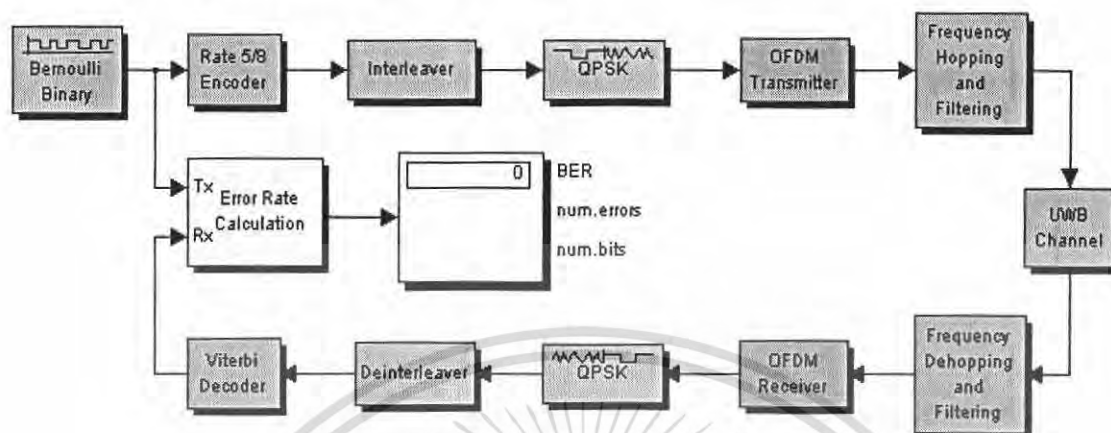 Bernoulli
Binary
Rate 5/8
Encoder
Interleaver
QPSK
OFDM
Transmitter
Frequency
Hopping
and
Filtering
Tx
Rx
Error Rate
Calculation
0
BER
num.errors
num.bits
UWB
Channel
Viterbi
Decoder
Deinterleaver
QPSK
OFDM
Receiver
Frequency
Dehopping
and
Filtering